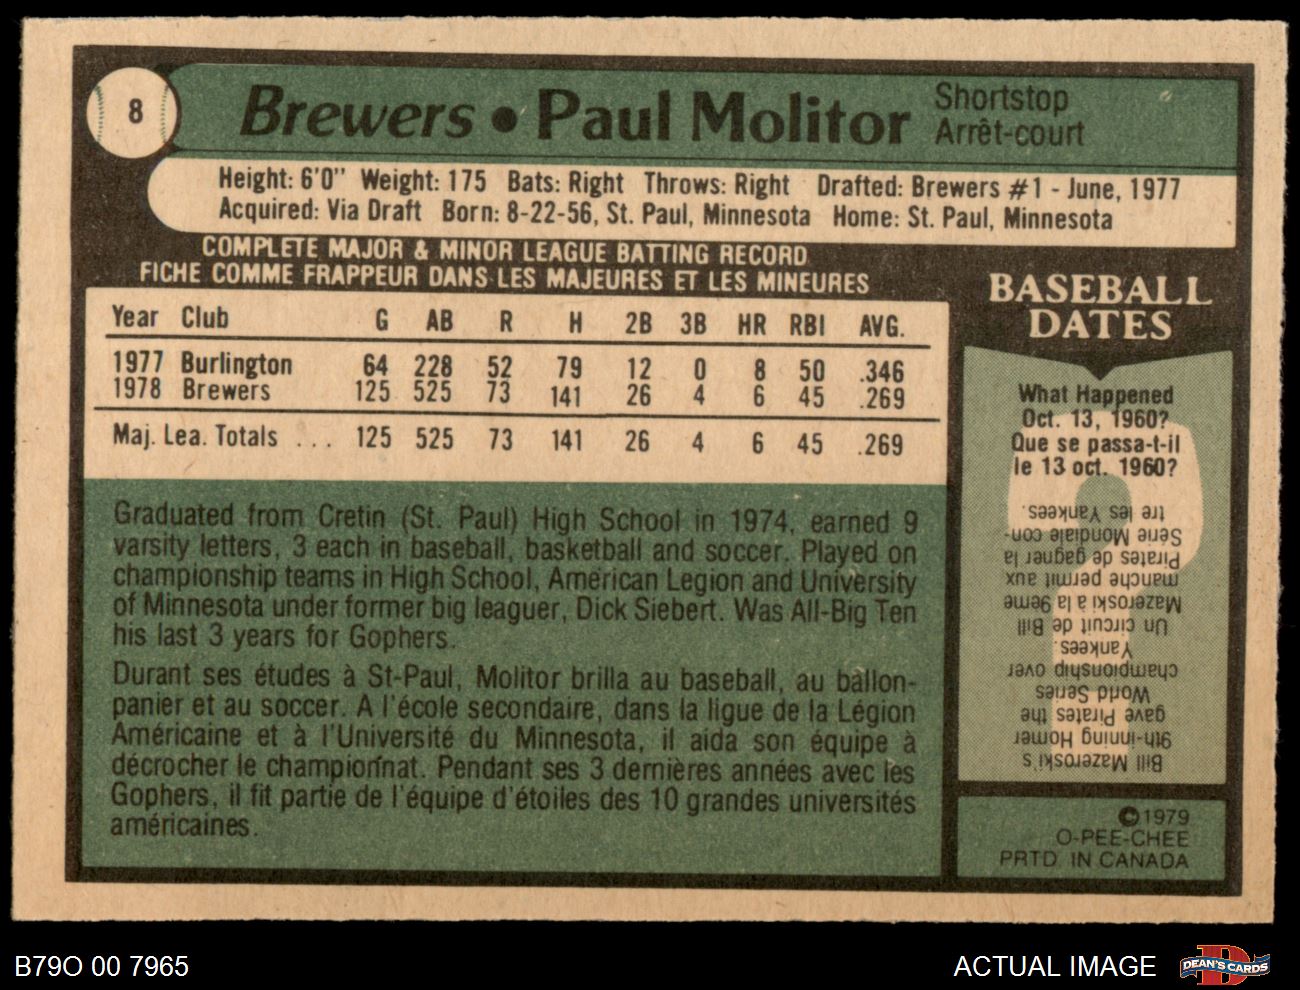 8
Brewers • Paul Molitor
Shortstop
Arrêt-court
Height: 6'0" Weight: 175 Bats: Right Throws: Right Drafted: Brewers #1 - June, 1977
Acquired: Via Draft Born: 8-22-56, St. Paul, Minnesota Home: St. Paul, Minnesota
COMPLETE MAJOR & MINOR LEAGUE BATTING RECORD
FICHE COMME FRAPPEUR DANS LES MAJEURES ET LES MINEURES
Year Club G AB R H 2B 3B HR RBI AVG.
1977 Burlington 64 228 52 79 12 0 8 50 .346
1978 Brewers 125 525 73 141 26 4 6 45 .269
Maj. Lea. Totals ... 125 525 73 141 26 4 6 45 .269
Graduated from Cretin (St. Paul) High School in 1974, earned 9
varsity letters, 3 each in baseball, basketball and soccer. Played on
championship teams in High School, American Legion and University
of Minnesota under former big leaguer, Dick Siebert. Was All-Big Ten
his last 3 years for Gophers.
Durant ses études à St-Paul, Molitor brilla au baseball, au ballon-
panier et au soccer. A l'école secondaire, dans la ligue de la Légion
Américaine et à l'Université du Minnesota, il aida son équipe à
décrocher le championnat. Pendant ses 3 dernières années avec les
Gophers, il fit partie de l'équipe d'étoiles des 10 grandes universités
américaines.
BASEBALL
DATES
What Happened
Oct. 13, 1960?
Que se passa-t-il
le 13 oct. 1960?
Bill Mazeroski's
9th-inning Homer
gave Pirates the
World Series
championship over
Yankees.
Un circuit de Bill
Mazeroski à la 9eme
manche permit aux
Pirates de gagner la
Serie Mondiale con-
tre les Yankees.
©1979
O-PEE-CHEE
PRTD. IN CANADA
B79O 00 7965
ACTUAL IMAGE
D
DEAN'S CARDS